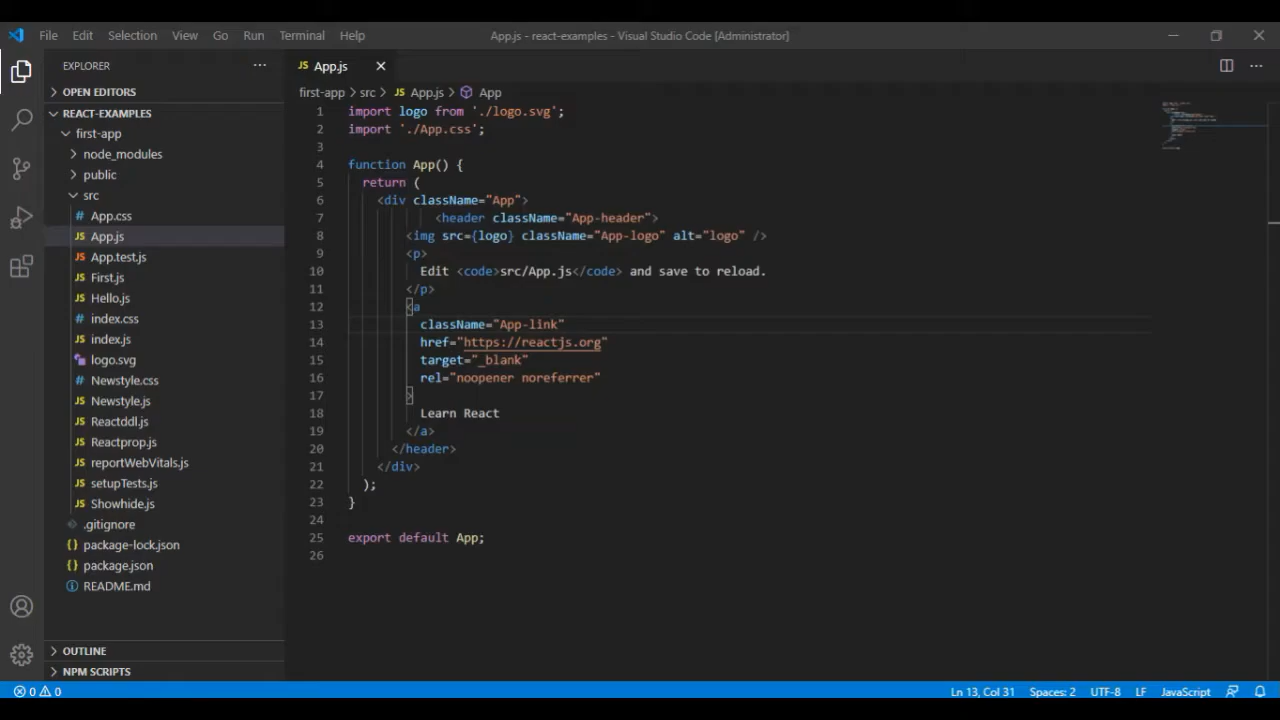 File Edit Selection View Go Run Terminal Help App.js - react-examples - Visual Studio Code [Administrator]
EXPLORER
OPEN EDITORS
REACT-EXAMPLES
first-app
node_modules
public
src
App.css
App.js
App.test.js
First.js
Hello.js
index.css
index.js
logo.svg
Newstyle.css
Newstyle.js
Reactddl.js
Reactprop.js
reportWebVitals.js
setupTests.js
Showhide.js
.gitignore
package-lock.json
package.json
README.md
OUTLINE
NPM SCRIPTS
App.js
first-app > src > JS App.js > App
1 import logo from './logo.svg';
2 import './App.css';
3
4 function App() {
5 return (
6 <div className="App">
7 <header className="App-header">
8 <img src={logo} className="App-logo" alt="logo" />
9 <p>
10 Edit <code>src/App.js</code> and save to reload.
11 </p>
12 <a
13 className="App-link"
14 href="https://reactjs.org"
15 target="_blank"
16 rel="noopener noreferrer"
17 >
18 Learn React
19 </a>
20 </header>
21 </div>
22 );
23 }
24
25 export default App;
26
0 0 Ln 13, Col 31 Spaces: 2 UTF-8 LF JavaScript